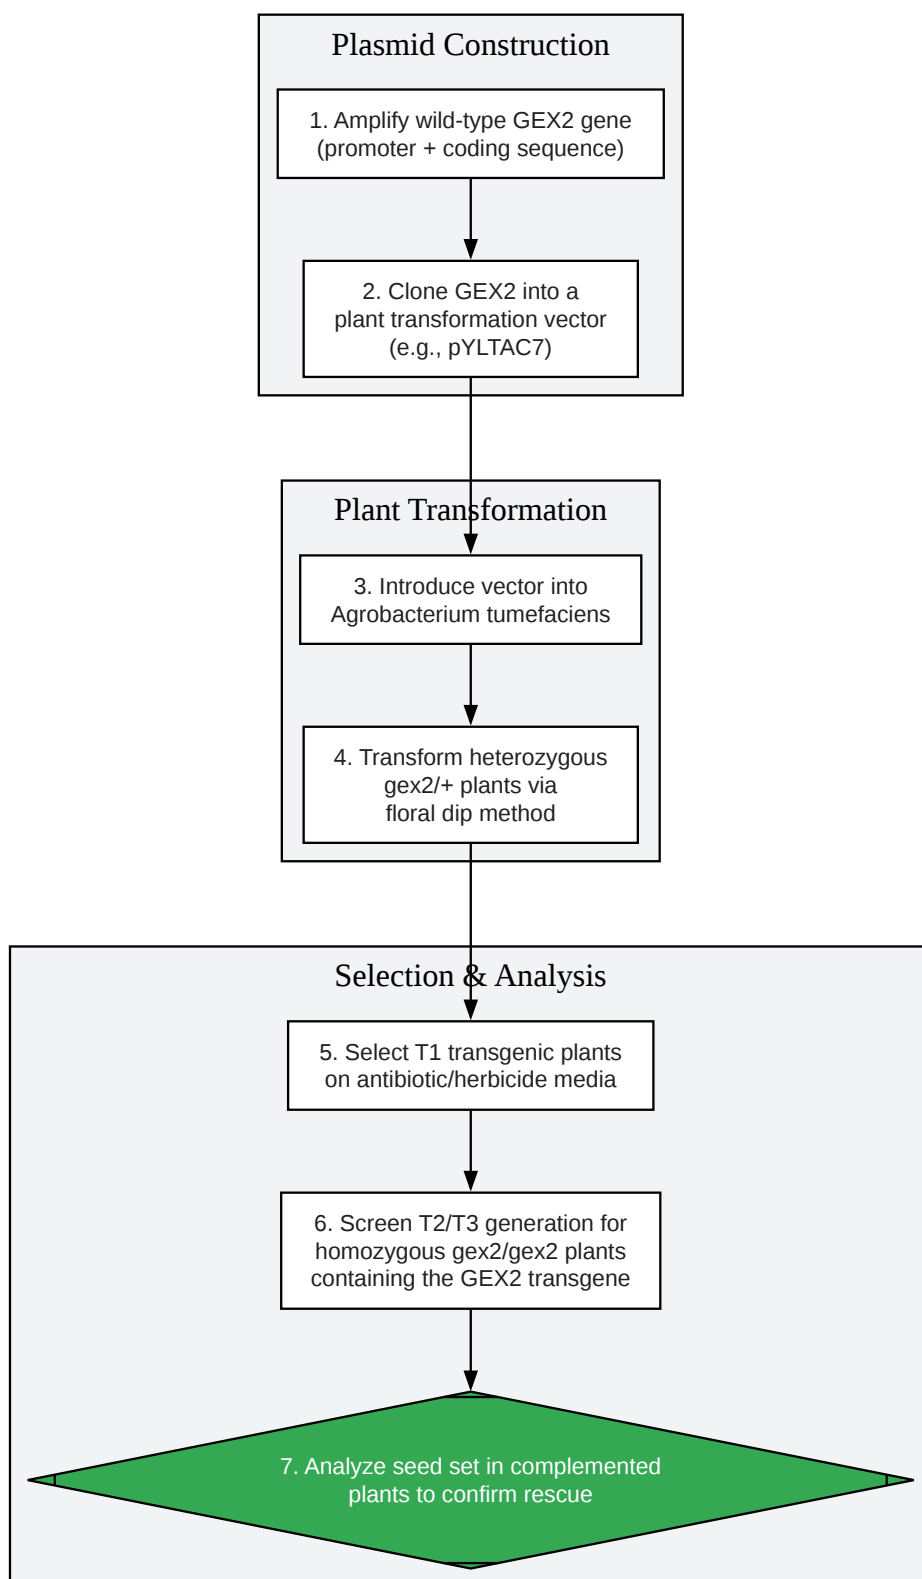 Plasmid Construction
1. Amplify wild-type GEX2 gene
(promoter + coding sequence)
2. Clone GEX2 into a
plant transformation vector
(e.g., pYLTAC7)
Plant Transformation
3. Introduce vector into
Agrobacterium tumefaciens
4. Transform heterozygous
gex2/+ plants via
floral dip method
Selection & Analysis
5. Select T1 transgenic plants
on antibiotic/herbicide media
6. Screen T2/T3 generation for
homozygous gex2/gex2 plants
containing the GEX2 transgene
7. Analyze seed set in complemented
plants to confirm rescue